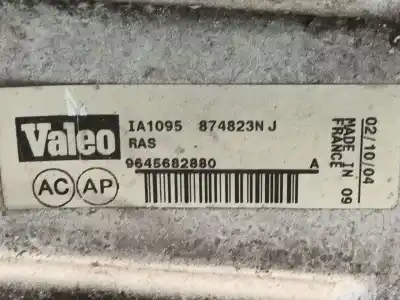 Valeo
IA1095 874823N J
RAS
9645682880 A
AC AP
02/10/04
MADE IN 09
FRANCE